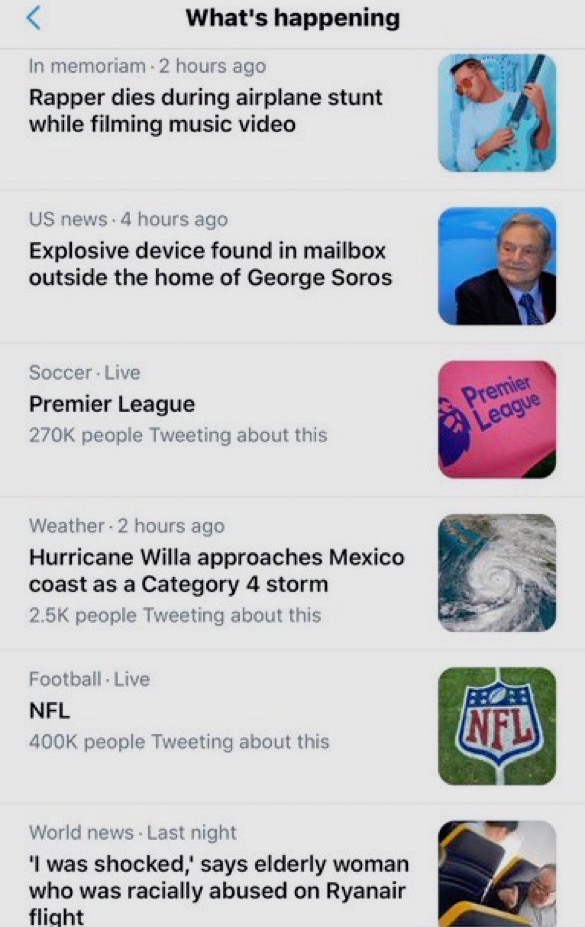 What's happening
In memoriam · 2 hours ago
Rapper dies during airplane stunt
while filming music video
US news · 4 hours ago
Explosive device found in mailbox
outside the home of George Soros
Soccer · Live
Premier League
270K people Tweeting about this
Premier
League
Weather · 2 hours ago
Hurricane Willa approaches Mexico
coast as a Category 4 storm
2.5K people Tweeting about this
Football · Live
NFL
400K people Tweeting about this
NFL
World news · Last night
'I was shocked,' says elderly woman
who was racially abused on Ryanair
flight